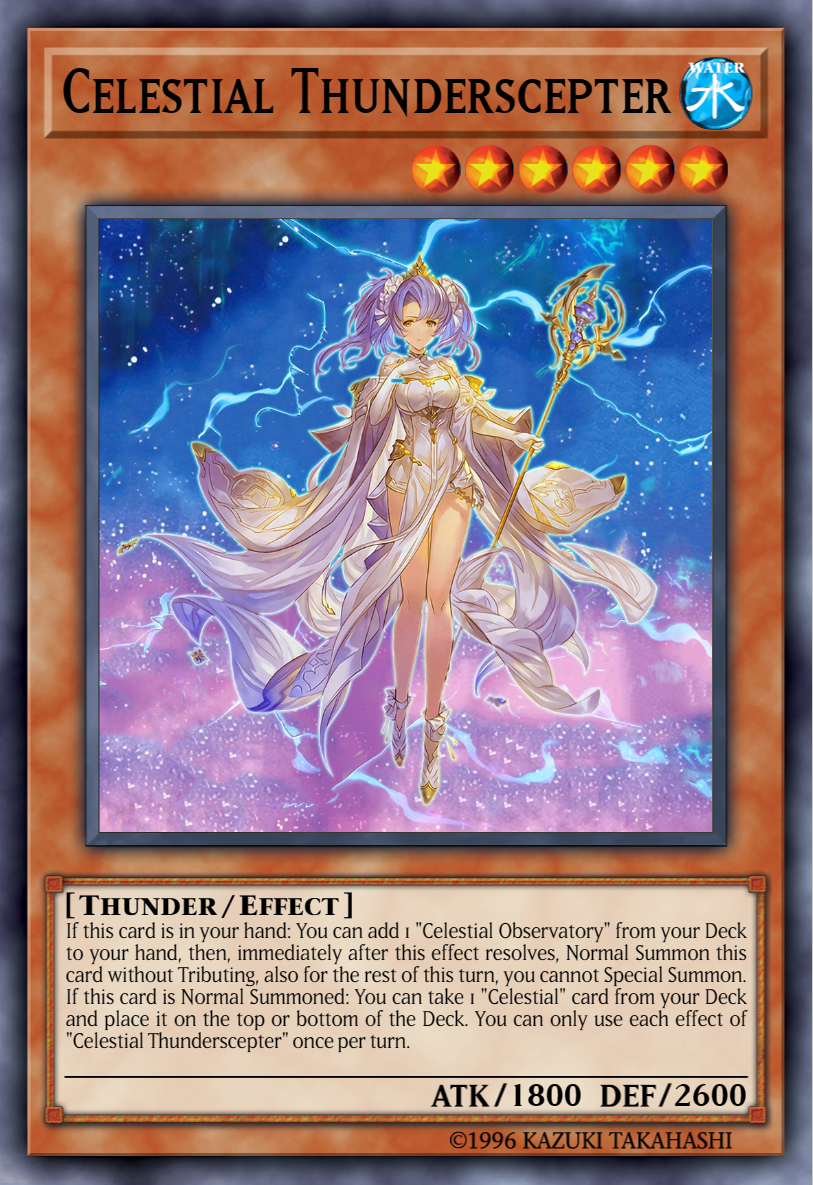 Celestial Thunderscepter
WATER
水
[ Thunder / Effect ]
If this card is in your hand: You can add 1 "Celestial Observatory" from your Deck
to your hand, then, immediately after this effect resolves, Normal Summon this
card without Tributing, also for the rest of this turn, you cannot Special Summon.
If this card is Normal Summoned: You can take 1 "Celestial" card from your Deck
and place it on the top or bottom of the Deck. You can only use each effect of
"Celestial Thunderscepter" once per turn.
ATK/1800 DEF/2600
©1996 KAZUKI TAKAHASHI